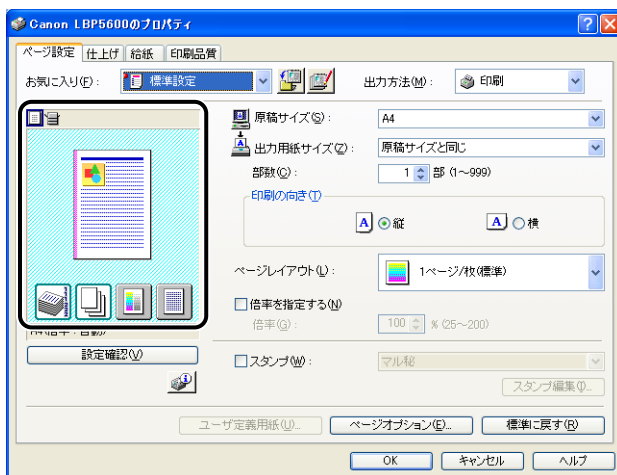 Canon LBP5600のプロパティ
ページ設定 仕上げ 給紙 印刷品質
お気に入り(F): 標準設定 出力方法(M): 印刷
原稿サイズ(S): A4
出力用紙サイズ(Z): 原稿サイズと同じ
部数(C): 1 部 (1～999)
印刷の向き(T)
A 縦 A 横
ページレイアウト(L): 1ページ/枚(標準)
倍率を指定する(N)
倍率(G): 100 % (25～200)
設定確認(V)
スタンプ(W): マル秘
スタンプ編集(I)...
ユーザ定義用紙(U)... ページオプション(E)... 標準に戻す(R)
OK キャンセル ヘルプ